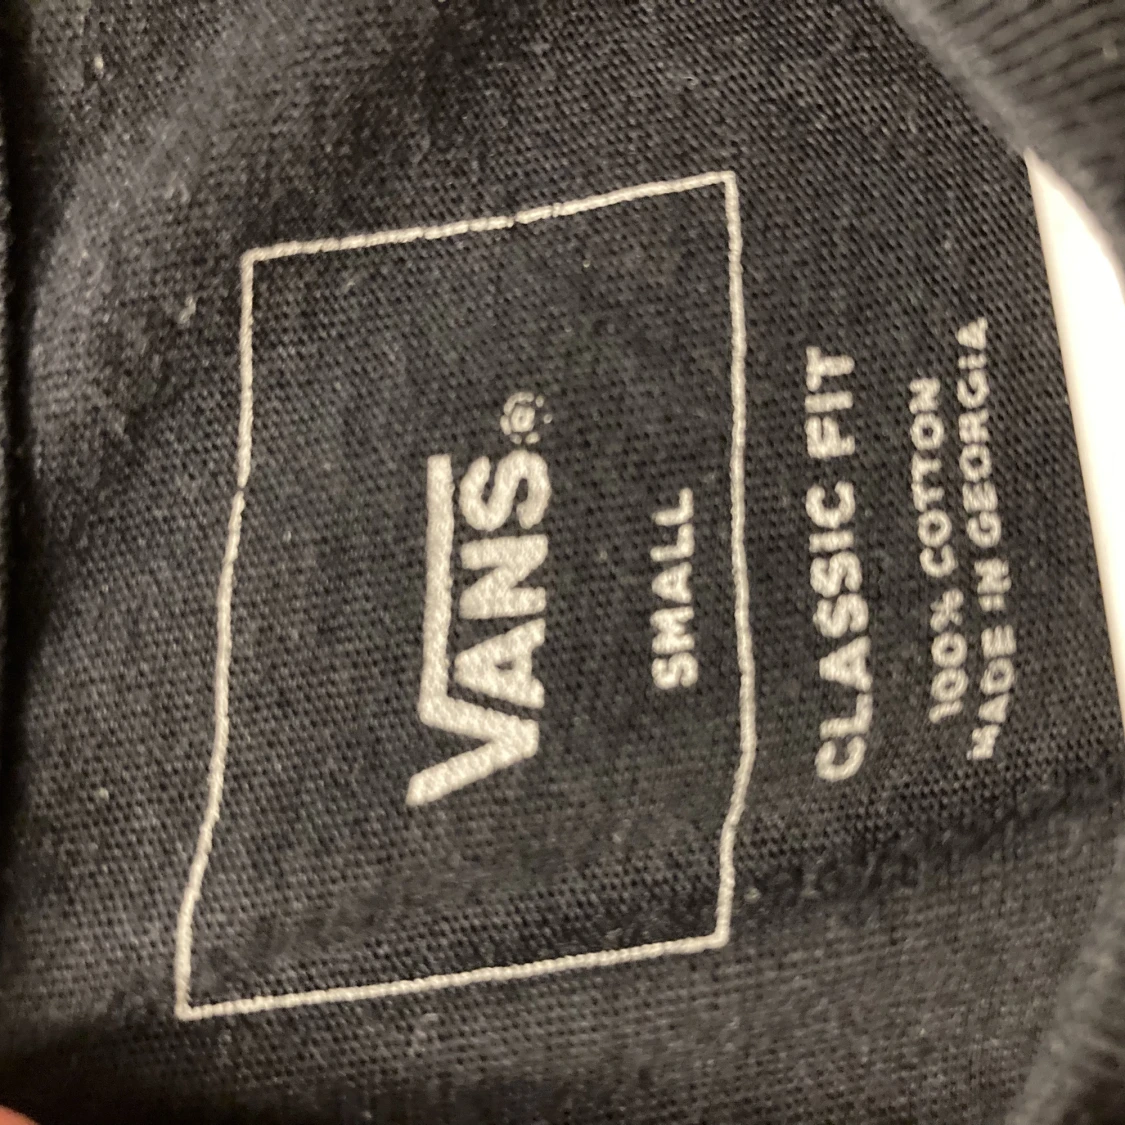 VANS®
SMALL
CLASSIC FIT
100% COTTON
MADE IN GEORGIA